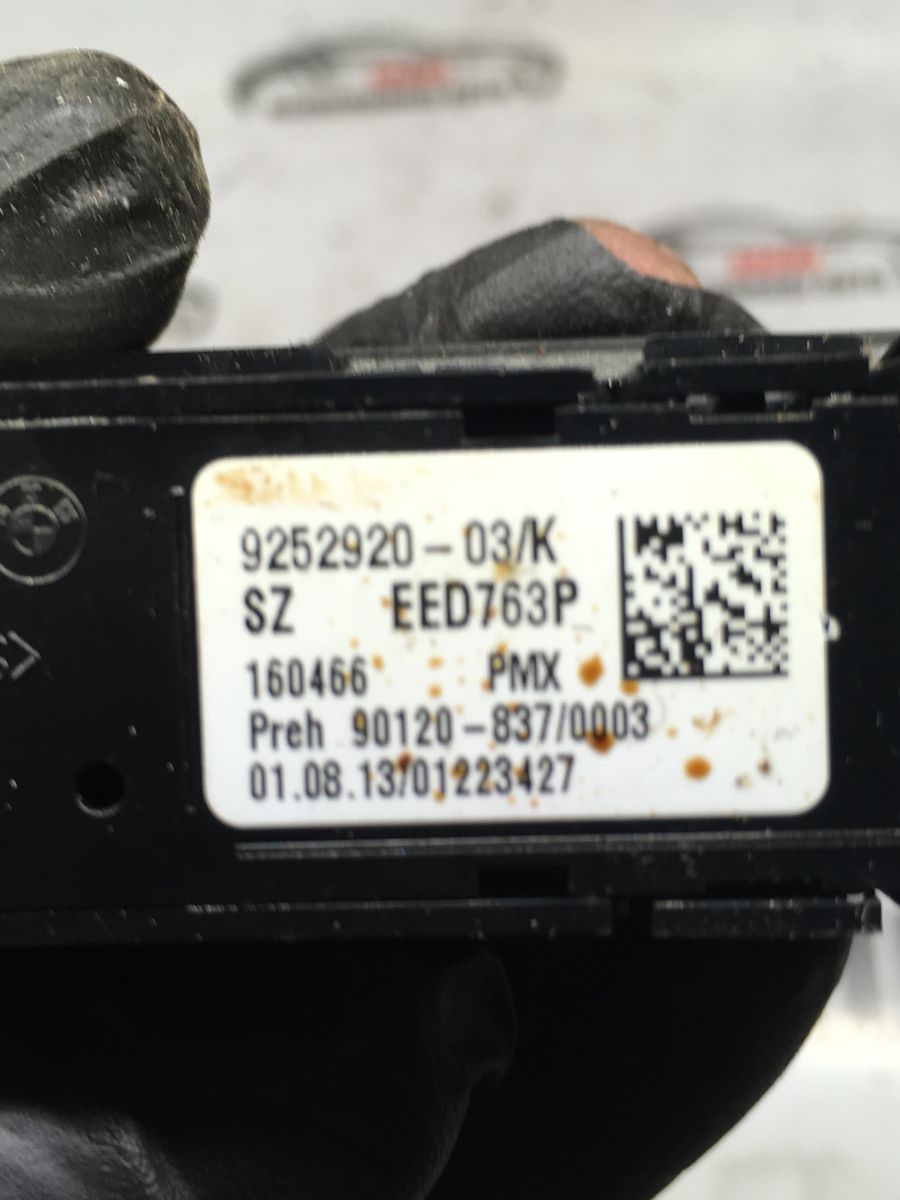 9252920-03/K
SZ EED763P
160466 PMX
Preh 90120-837/0003
01.08.13/01223427